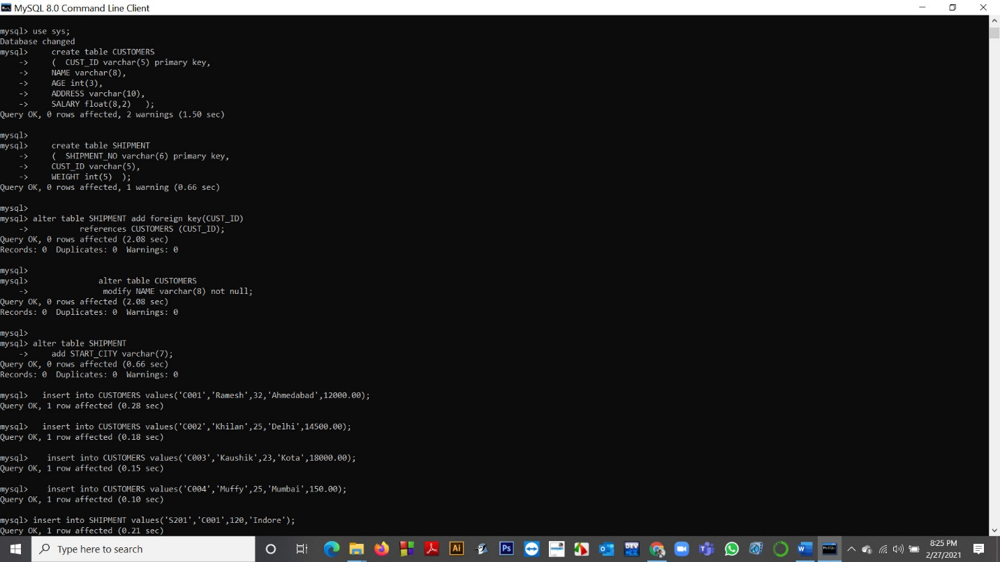 MySQL 8.0 Command Line Client
mysql> use sys;
Database changed
mysql>     create table CUSTOMERS
    ->     (  CUST_ID varchar(5) primary key,
    ->     NAME varchar(8),
    ->     AGE int(3),
    ->     ADDRESS varchar(10),
    ->     SALARY float(8,2)   );
Query OK, 0 rows affected, 2 warnings (1.50 sec)
mysql>
mysql>     create table SHIPMENT
    ->     (  SHIPMENT_NO varchar(6) primary key,
    ->     CUST_ID varchar(5),
    ->     WEIGHT int(5)  );
Query OK, 0 rows affected, 1 warning (0.66 sec)
mysql>
mysql> alter table SHIPMENT add foreign key(CUST_ID)
    ->           references CUSTOMERS (CUST_ID);
Query OK, 0 rows affected (2.08 sec)
Records: 0  Duplicates: 0  Warnings: 0
mysql>
mysql>               alter table CUSTOMERS
    ->                modify NAME varchar(8) not null;
Query OK, 0 rows affected (2.08 sec)
Records: 0  Duplicates: 0  Warnings: 0
mysql>
mysql> alter table SHIPMENT
    ->     add START_CITY varchar(7);
Query OK, 0 rows affected (0.66 sec)
Records: 0  Duplicates: 0  Warnings: 0
mysql>   insert into CUSTOMERS values('C001','Ramesh',32,'Ahmedabad',12000.00);
Query OK, 1 row affected (0.28 sec)
mysql>   insert into CUSTOMERS values('C002','Khilan',25,'Delhi',14500.00);
Query OK, 1 row affected (0.18 sec)
mysql>    insert into CUSTOMERS values('C003','Kaushik',23,'Kota',18000.00);
Query OK, 1 row affected (0.15 sec)
mysql>    insert into CUSTOMERS values('C004','Muffy',25,'Mumbai',150.00);
Query OK, 1 row affected (0.10 sec)
mysql> insert into SHIPMENT values('S201','C001',120,'Indore');
Query OK, 1 row affected (0.21 sec)
Type here to search
Ai
Ps
DEV
W
8:25 PM
2/27/2021